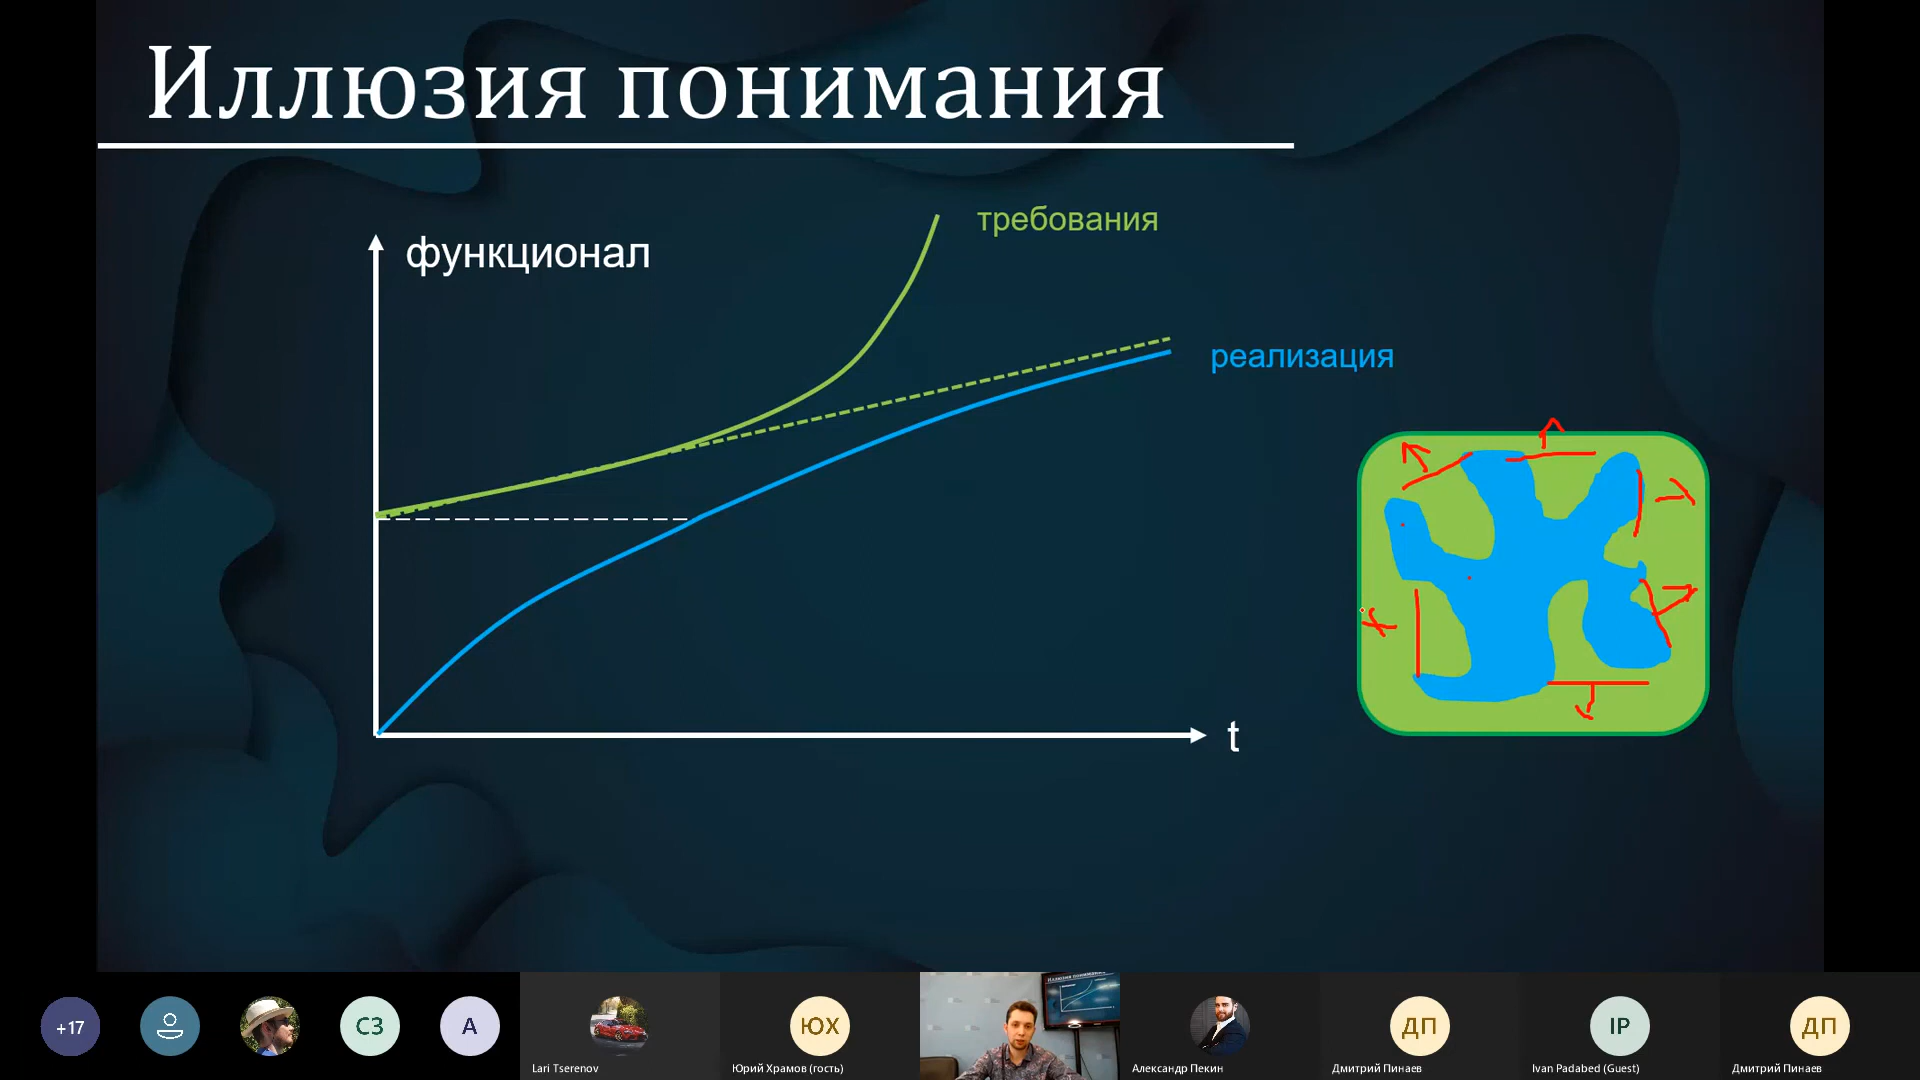 Иллюзия понимания
требования
функционал
реализация
t
+17
СЗ
А
ЮХ
ДП
IP
ДП
Lari Tserenov
Юрий Храмов (гость)
Александр Пекин
Дмитрий Пинаев
Ivan Padabed (Guest)
Дмитрий Пинаев